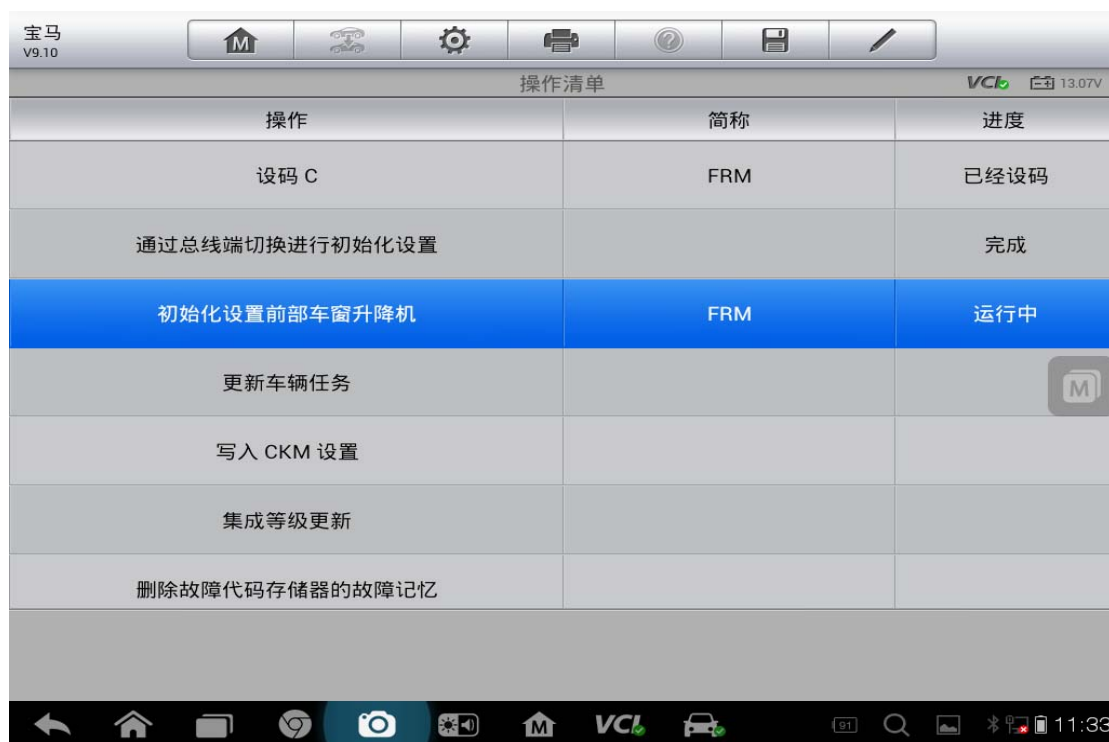 宝马
V9.10
M
操作清单
VCI
13.07V
操作 简称 进度
设码 C FRM 已经设码
通过总线端切换进行初始化设置 完成
初始化设置前部车窗升降机 FRM 运行中
更新车辆任务
M
写入 CKM 设置
集成等级更新
删除故障代码存储器的故障记忆
M VCI 91 11:33